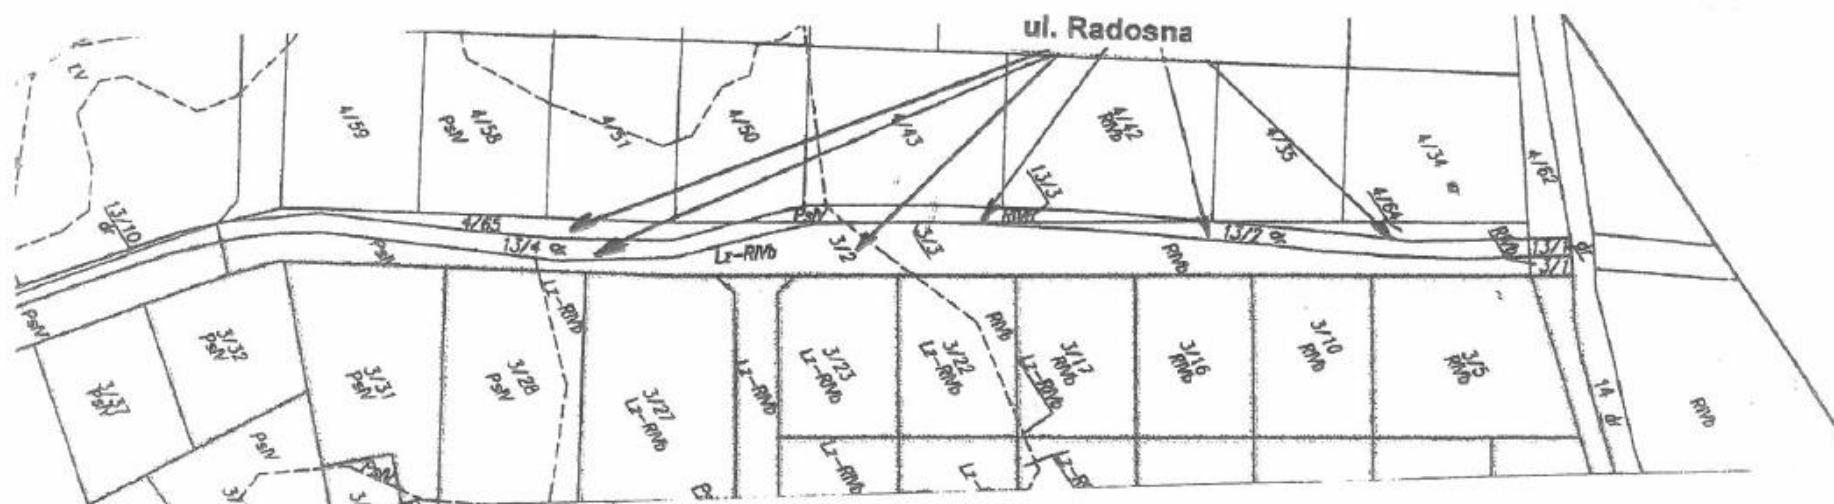 ul. Radosna
4/59
4/58
PsIV
4/51
4/50
4/43
4/42
RIVb
4/35
4/34
4/62
13/10
dr
4/65
13/4 dr
PsIV
PsIV
Lz-RIVb
3/2
3/3
13/3
RIVb
13/2 dr
4/64
RIVb
RIVb
13/1 dr
3/1
PsIV
3/37
PsIV
3/32
PsIV
3/31
PsIV
3/28
PsIV
Lz-RIVb
3/27
Lz-RIVb
Lz-RIVb
3/23
Lz-RIVb
3/22
Lz-RIVb
RIVb
3/17
RIVb
Lz-RIVb
3/16
RIVb
3/10
RIVb
3/5
RIVb
14 dr
RIVb
PsIV
PsIV
Lz-RIVb